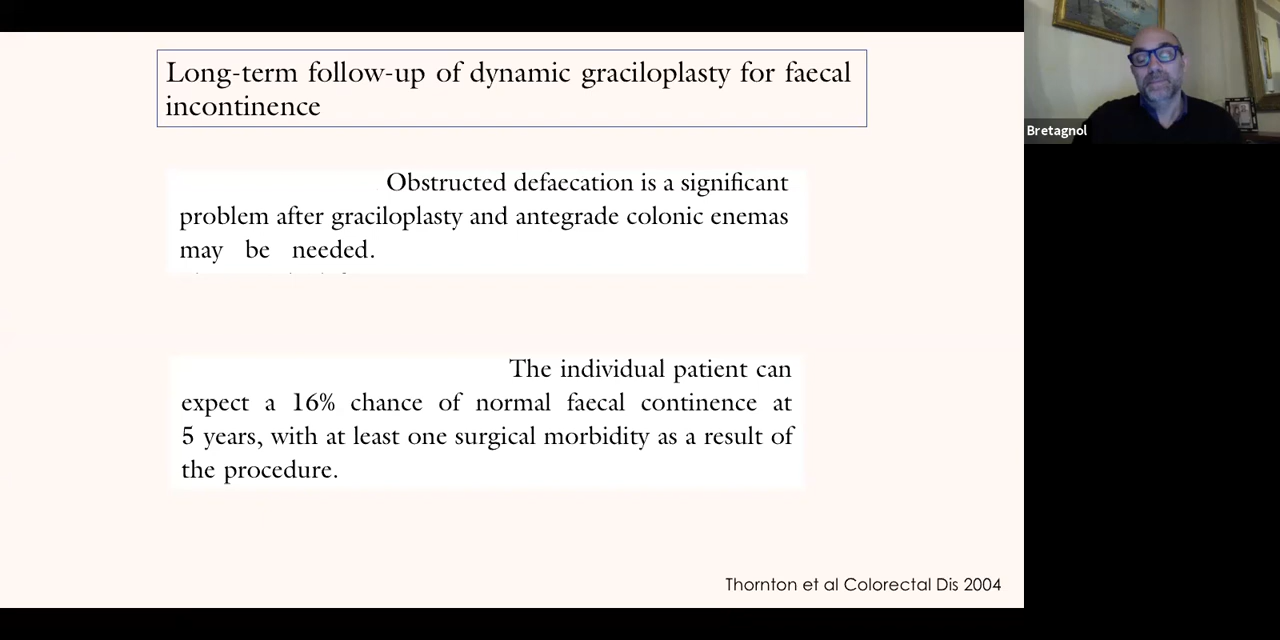 Long-term follow-up of dynamic graciloplasty for faecal
incontinence
Obstructed defaecation is a significant
problem after graciloplasty and antegrade colonic enemas
may be needed.
The individual patient can
expect a 16% chance of normal faecal continence at
5 years, with at least one surgical morbidity as a result of
the procedure.
Thornton et al Colorectal Dis 2004
Bretagnol